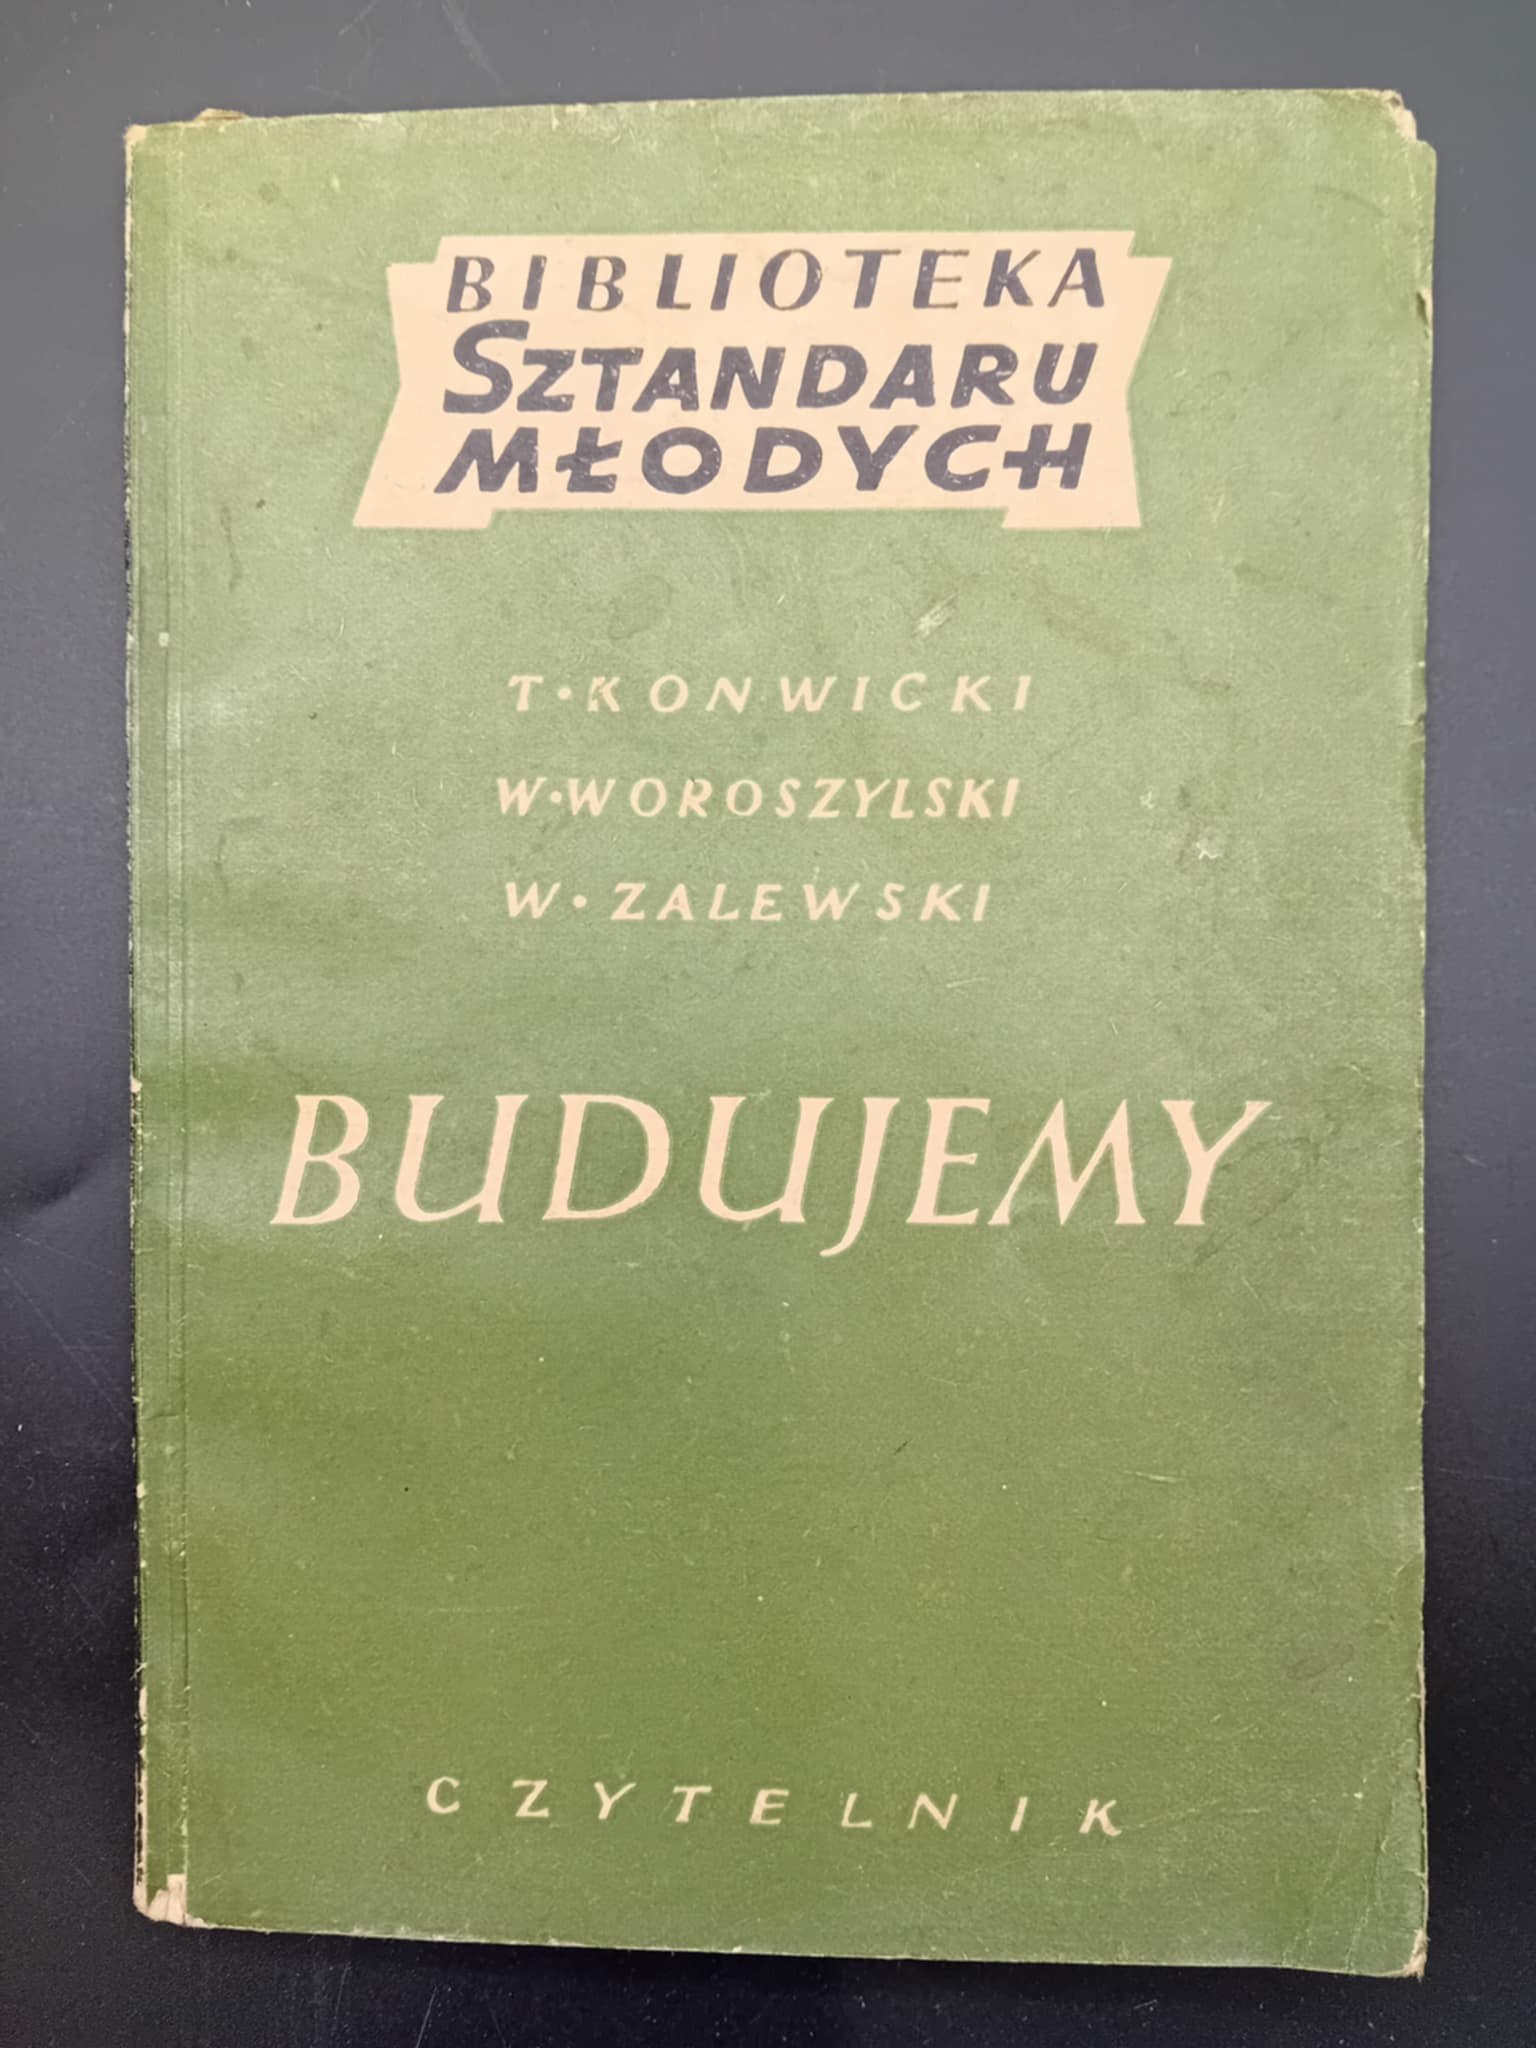 BIBLIOTEKA
SZTANDARU
MŁODYCH
T·KONWICKI
W·WOROSZYLSKI
W·ZALEWSKI
BUDUJEMY
CZYTELNIK